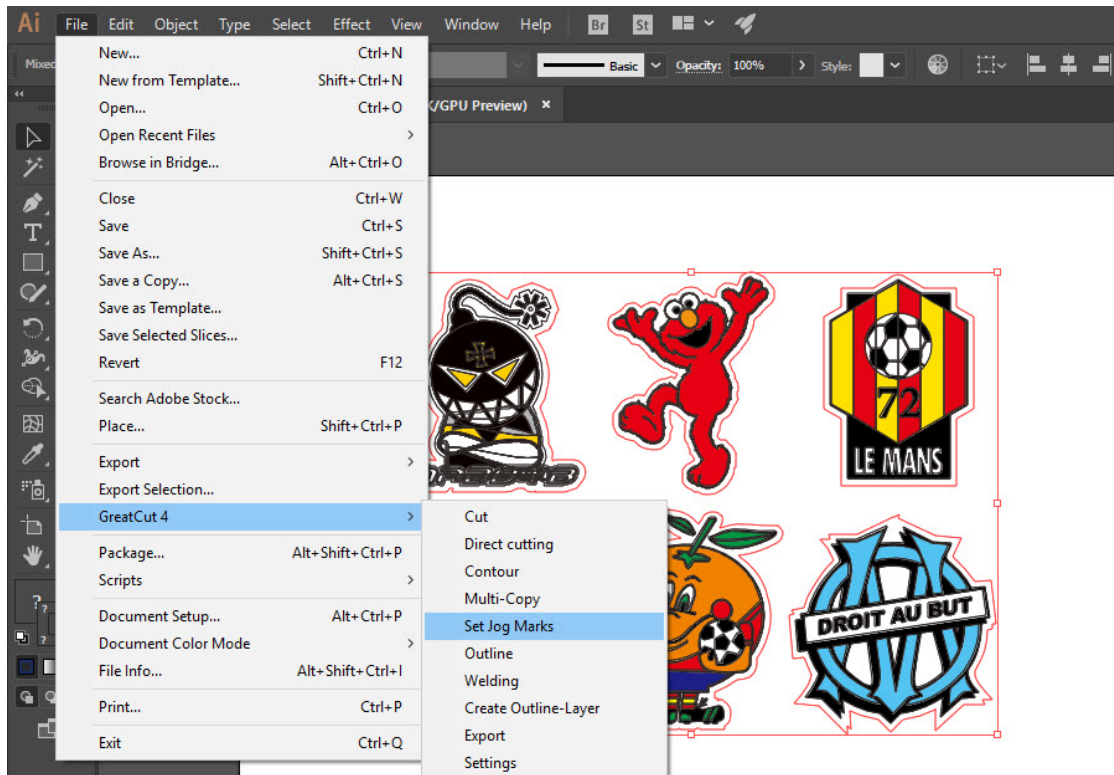 Ai File Edit Object Type Select Effect View Window Help Br St
Basic Opacity: 100% Style:
/GPU Preview) ×
New... Ctrl+N
New from Template... Shift+Ctrl+N
Open... Ctrl+O
Open Recent Files
Browse in Bridge... Alt+Ctrl+O
Close Ctrl+W
Save Ctrl+S
Save As... Shift+Ctrl+S
Save a Copy... Alt+Ctrl+S
Save as Template...
Save Selected Slices...
Revert F12
Search Adobe Stock...
Place... Shift+Ctrl+P
Export
Export Selection...
GreatCut 4
Package... Alt+Shift+Ctrl+P
Scripts
Document Setup... Alt+Ctrl+P
Document Color Mode
File Info... Alt+Shift+Ctrl+I
Print... Ctrl+P
Exit Ctrl+Q
Cut
Direct cutting
Contour
Multi-Copy
Set Jog Marks
Outline
Welding
Create Outline-Layer
Export
Settings
72
LE MANS
DROIT AU BUT